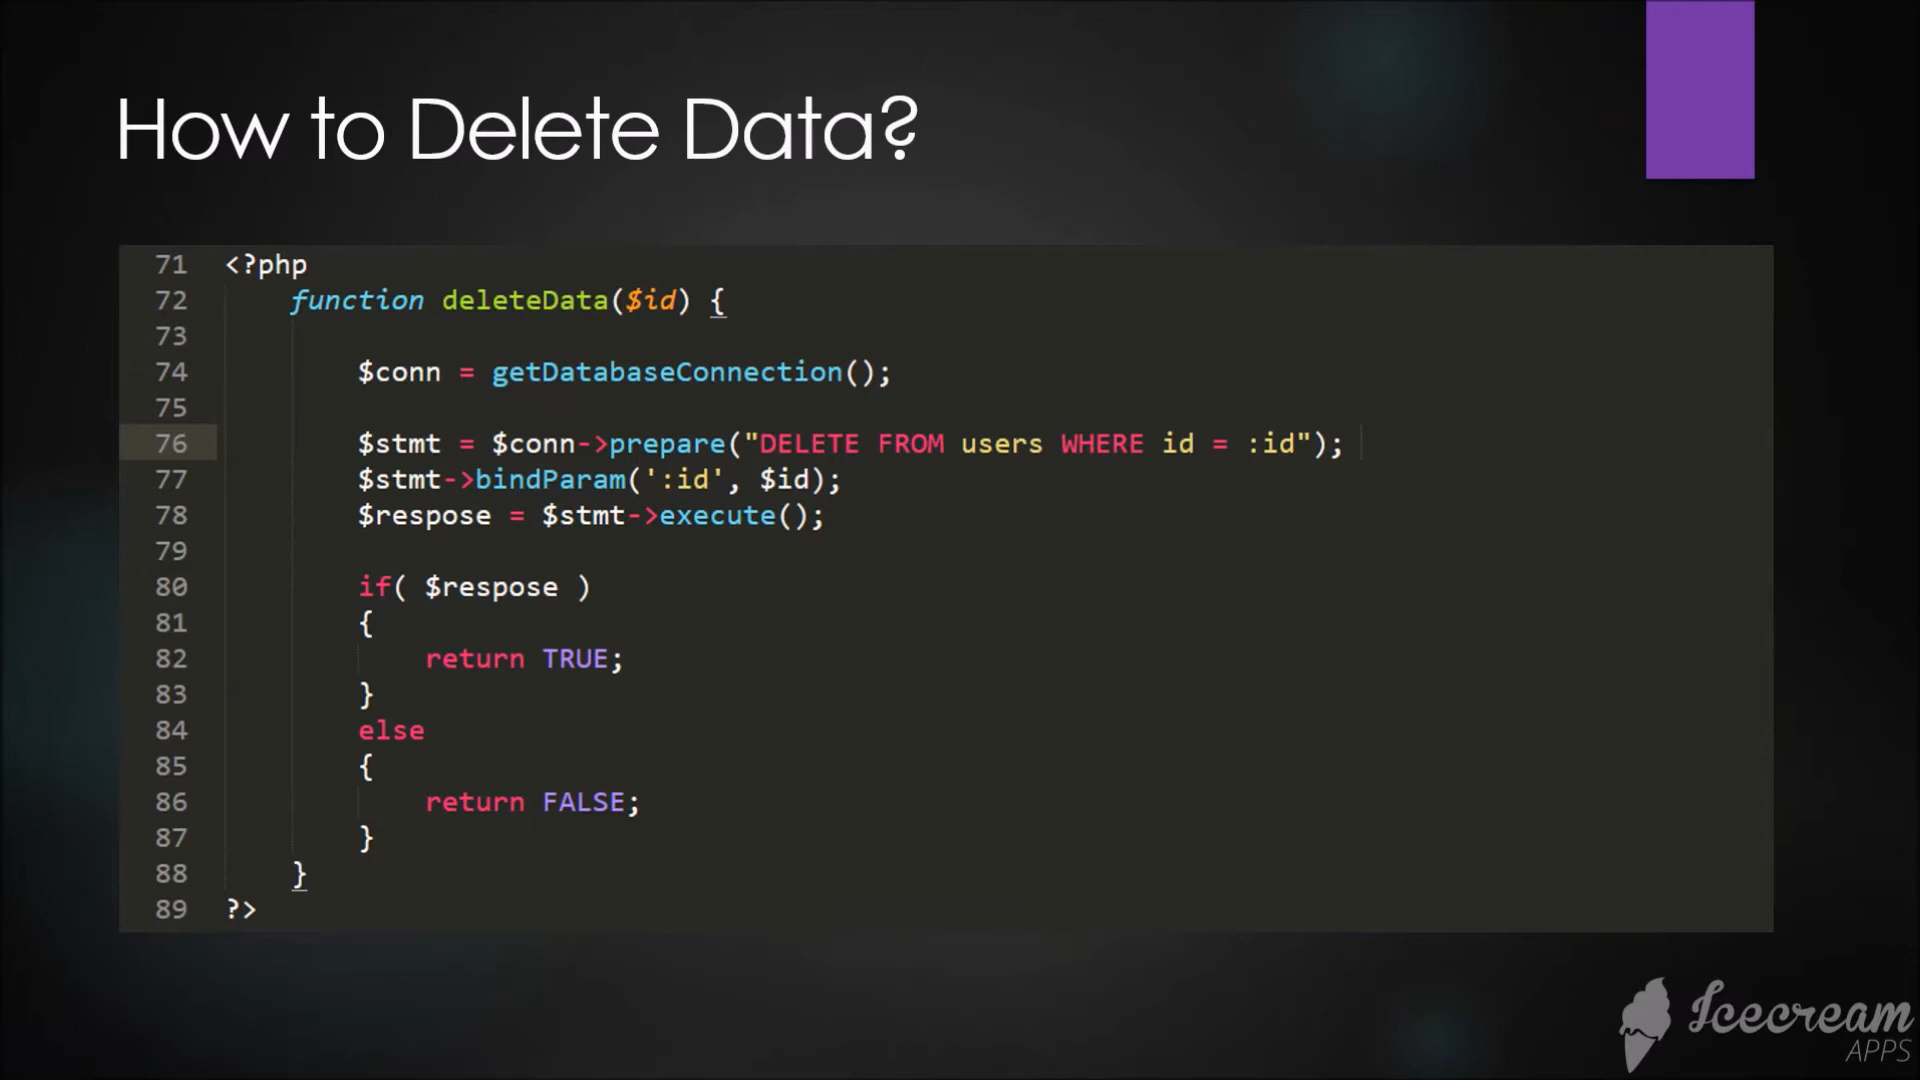 How to Delete Data?
71 <?php
72 function deleteData($id) {
73
74 $conn = getDatabaseConnection();
75
76 $stmt = $conn->prepare("DELETE FROM users WHERE id = :id");
77 $stmt->bindParam(':id', $id);
78 $respose = $stmt->execute();
79
80 if( $respose )
81 {
82 return TRUE;
83 }
84 else
85 {
86 return FALSE;
87 }
88 }
89 ?>
Icecream
APPS